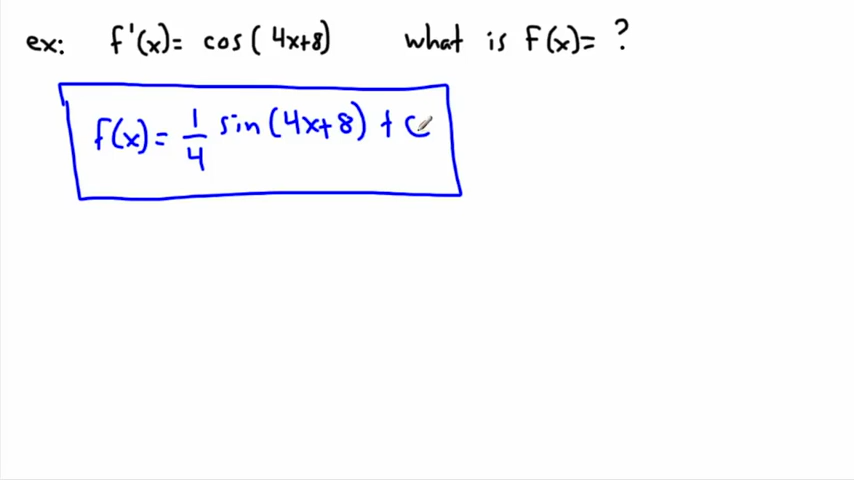 ex: f'(x)= cos(4x+8) what is f(x)= ?
f(x)= 1/4 sin(4x+8) + C